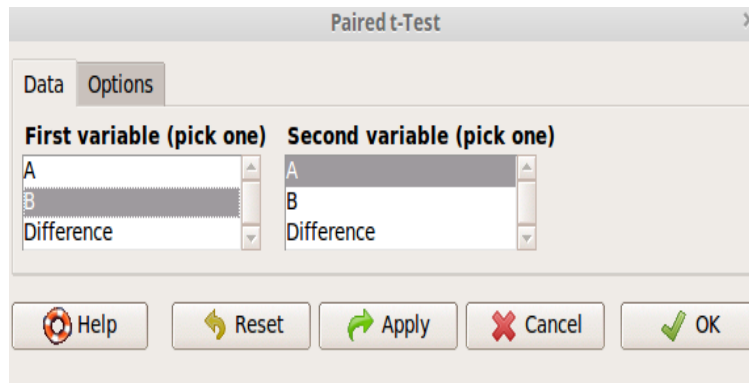 Paired t-Test
Data Options
First variable (pick one) Second variable (pick one)
A A
B B
Difference Difference
Help Reset Apply Cancel OK